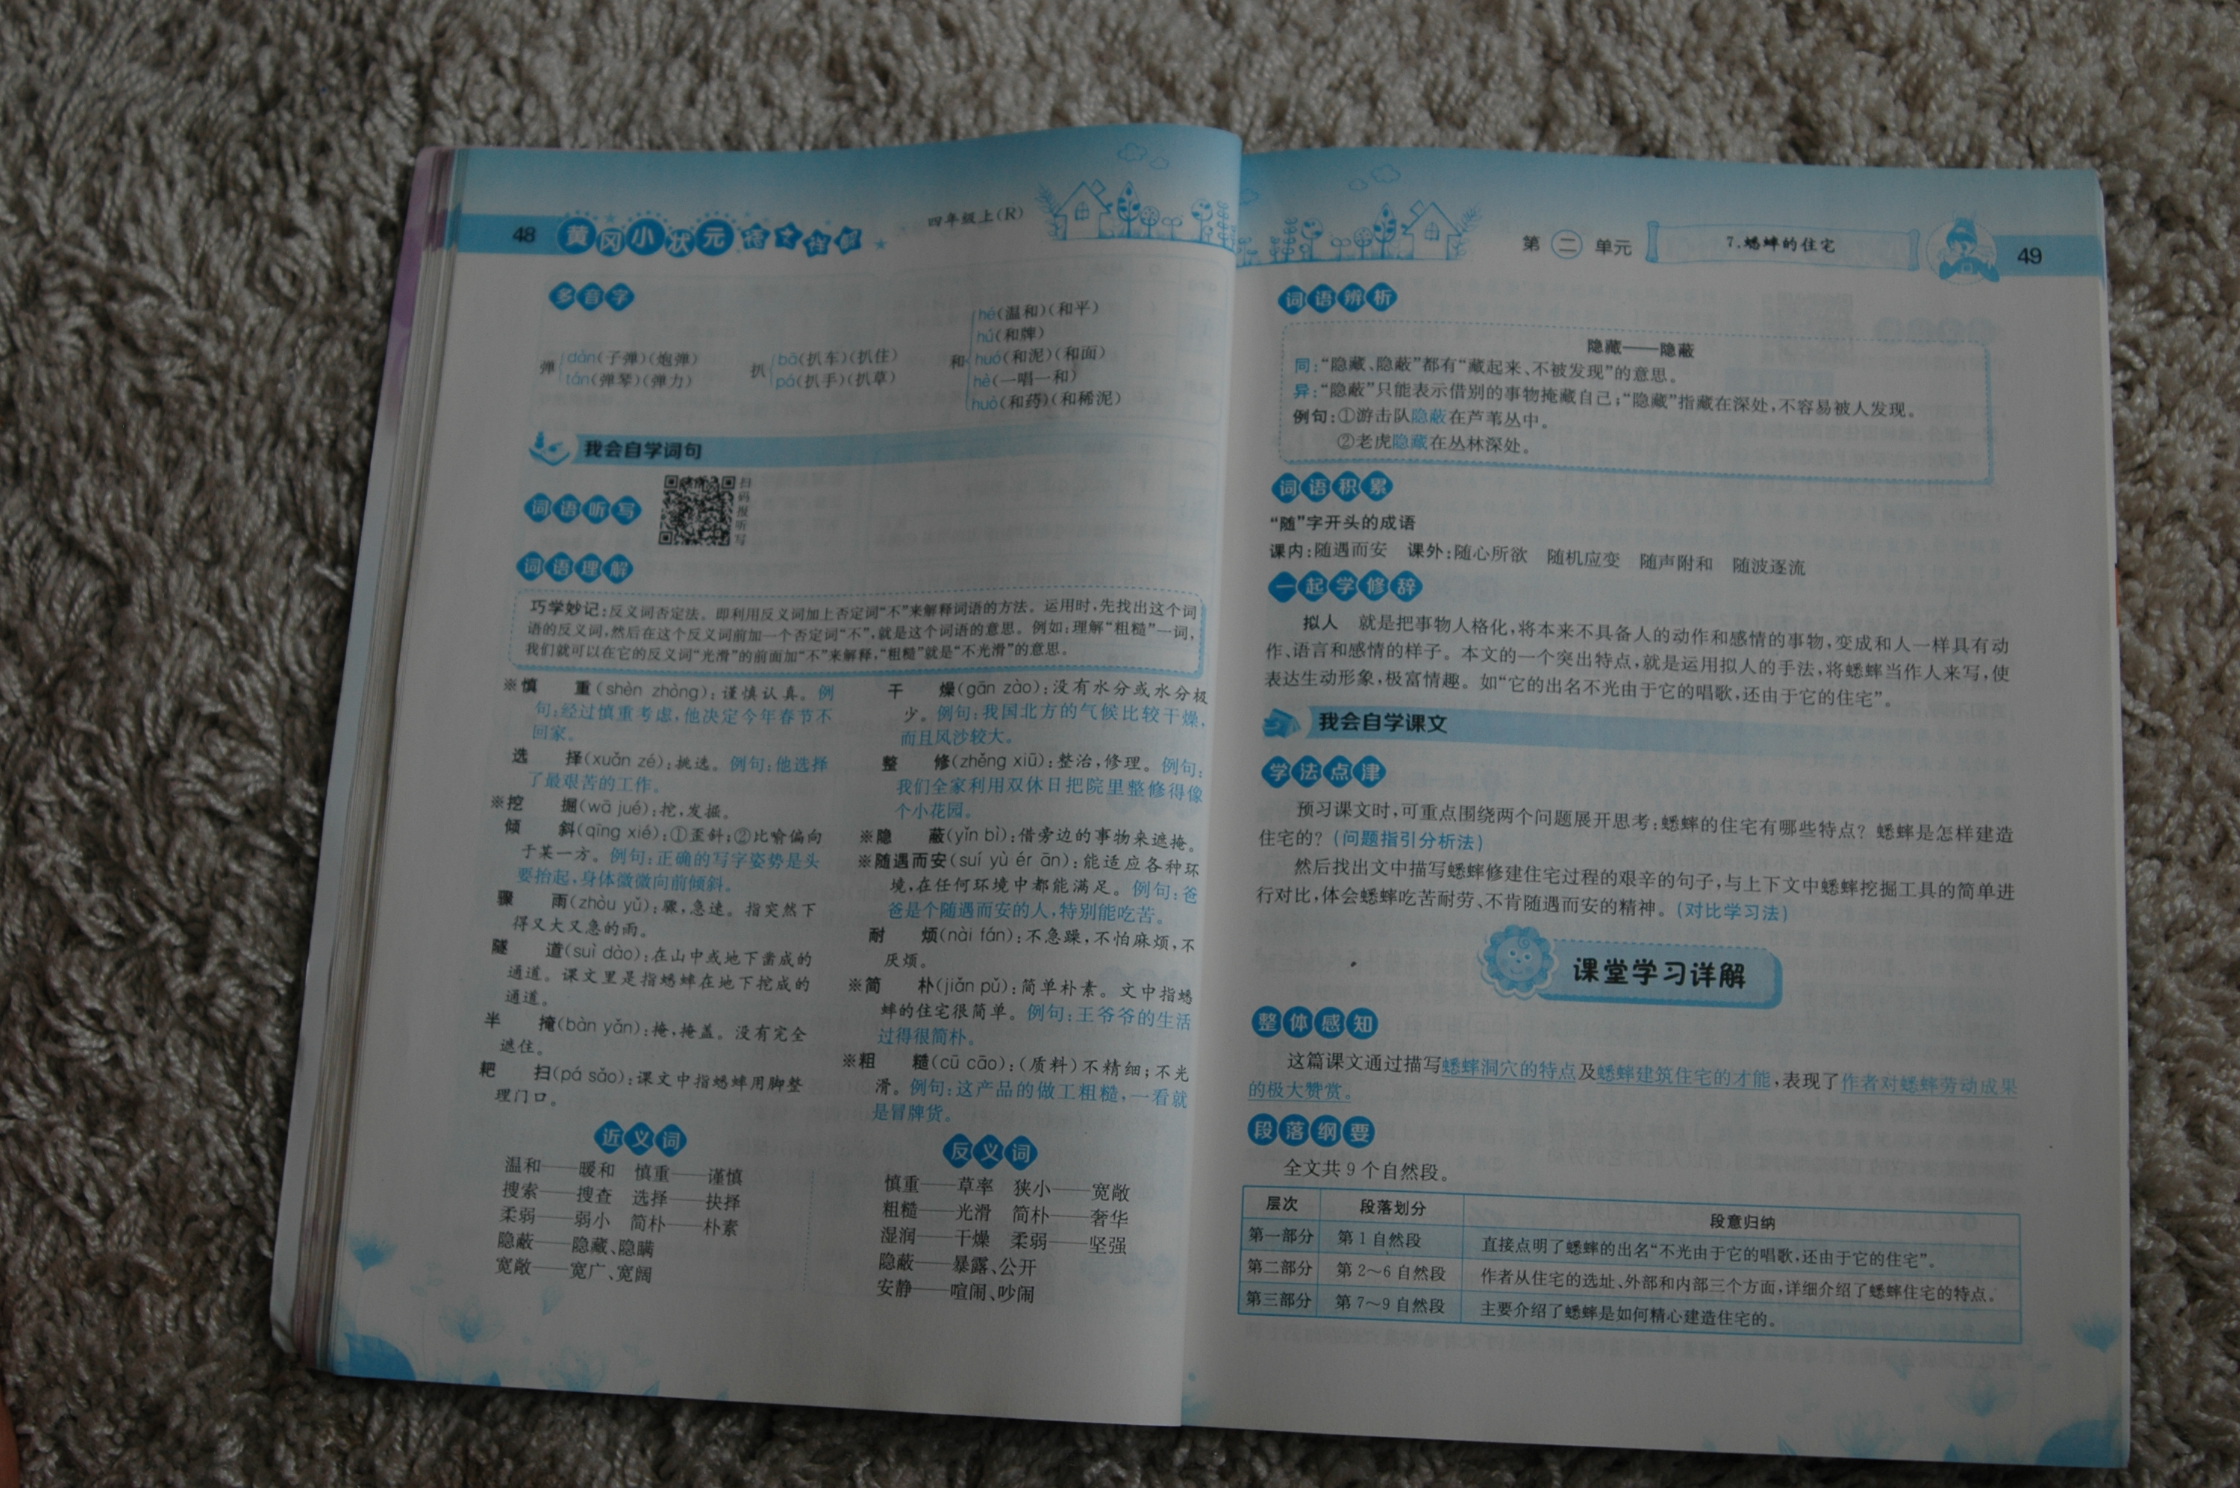 48 黄冈小状元 语文详解 四年级上(R)
多音字
弹 dàn(子弹)(炮弹)
tán(弹琴)(弹力)
扒 bā(扒车)(扒住)
pá(扒手)(扒草)
和 hé(温和)(和平)
hú(和牌)
huó(和泥)(和面)
hè(一唱一和)
huò(和药)(和稀泥)
我会自学词句
词语听写
扫码报听写
词语理解
巧学妙记:反义词否定法。即利用反义词加上否定词“不”来解释词语的方法。运用时,先找出这个词
语的反义词,然后在这个反义词前加一个否定词“不”,就是这个词语的意思。例如:理解“粗糙”一词,
我们就可以在它的反义词“光滑”的前面加“不”来解释,“粗糙”就是“不光滑”的意思。
※慎 重(shèn zhòng):谨慎认真。例
句:经过慎重考虑,他决定今年春节不
回家。
选 择(xuǎn zé):挑选。例句:他选择
了最艰苦的工作。
※挖 掘(wā jué):挖,发掘。
倾 斜(qīng xié):①歪斜;②比喻偏向
于某一方。例句:正确的写字姿势是头
要抬起,身体微微向前倾斜。
骤 雨(zhòu yǔ):骤,急速。指突然下
得又大又急的雨。
隧 道(suì dào):在山中或地下凿成的
通道。课文里是指蟋蟀在地下挖成的
通道。
半 掩(bàn yǎn):掩,掩盖。没有完全
遮住。
耙 扫(pá sǎo):课文中指蟋蟀用脚整
理门口。
干 燥(gān zào):没有水分或水分极
少。例句:我国北方的气候比较干燥,
而且风沙较大。
整 修(zhěng xiū):整治,修理。例句:
我们全家利用双休日把院里整修得像
个小花园。
※隐 蔽(yǐn bì):借旁边的事物来遮掩。
※随遇而安(suí yù ér ān):能适应各种环
境,在任何环境中都能满足。例句:爸
爸是个随遇而安的人,特别能吃苦。
耐 烦(nài fán):不急躁,不怕麻烦,不
厌烦。
※简 朴(jiǎn pǔ):简单朴素。文中指蟋
蟀的住宅很简单。例句:王爷爷的生活
过得很简朴。
※粗 糙(cū cāo):(质料)不精细;不光
滑。例句:这产品的做工粗糙,一看就
是冒牌货。
近义词
温和——暖和 慎重——谨慎
搜索——搜查 选择——抉择
柔弱——弱小 简朴——朴素
隐蔽——隐藏、隐瞒
宽敞——宽广、宽阔
反义词
慎重——草率 狭小——宽敞
粗糙——光滑 简朴——奢华
湿润——干燥 柔弱——坚强
隐蔽——暴露、公开
安静——喧闹、吵闹
第二单元 7.蟋蟀的住宅 49
词语辨析
隐藏——隐蔽
同:“隐藏、隐蔽”都有“藏起来、不被发现”的意思。
异:“隐蔽”只能表示借别的事物掩藏自己;“隐藏”指藏在深处,不容易被人发现。
例句:①游击队隐蔽在芦苇丛中。
②老虎隐藏在丛林深处。
词语积累
“随”字开头的成语
课内:随遇而安 课外:随心所欲 随机应变 随声附和 随波逐流
一起学修辞
拟人 就是把事物人格化,将本来不具备人的动作和感情的事物,变成和人一样具有动
作、语言和感情的样子。本文的一个突出特点,就是运用拟人的手法,将蟋蟀当作人来写,使
表达生动形象,极富情趣。如“它的出名不光由于它的唱歌,还由于它的住宅”。
我会自学课文
学法点津
预习课文时,可重点围绕两个问题展开思考:蟋蟀的住宅有哪些特点?蟋蟀是怎样建造
住宅的?(问题指引分析法)
然后找出文中描写蟋蟀修建住宅过程的艰辛的句子,与上下文中蟋蟀挖掘工具的简单进
行对比,体会蟋蟀吃苦耐劳、不肯随遇而安的精神。(对比学习法)
课堂学习详解
整体感知
这篇课文通过描写蟋蟀洞穴的特点及蟋蟀建筑住宅的才能,表现了作者对蟋蟀劳动成果
的极大赞赏。
段落纲要
全文共9个自然段。
层次 段落划分 段意归纳
第一部分 第1自然段 直接点明了蟋蟀的出名“不光由于它的唱歌,还由于它的住宅”。
第二部分 第2~6自然段 作者从住宅的选址、外部和内部三个方面,详细介绍了蟋蟀住宅的特点。
第三部分 第7~9自然段 主要介绍了蟋蟀是如何精心建造住宅的。